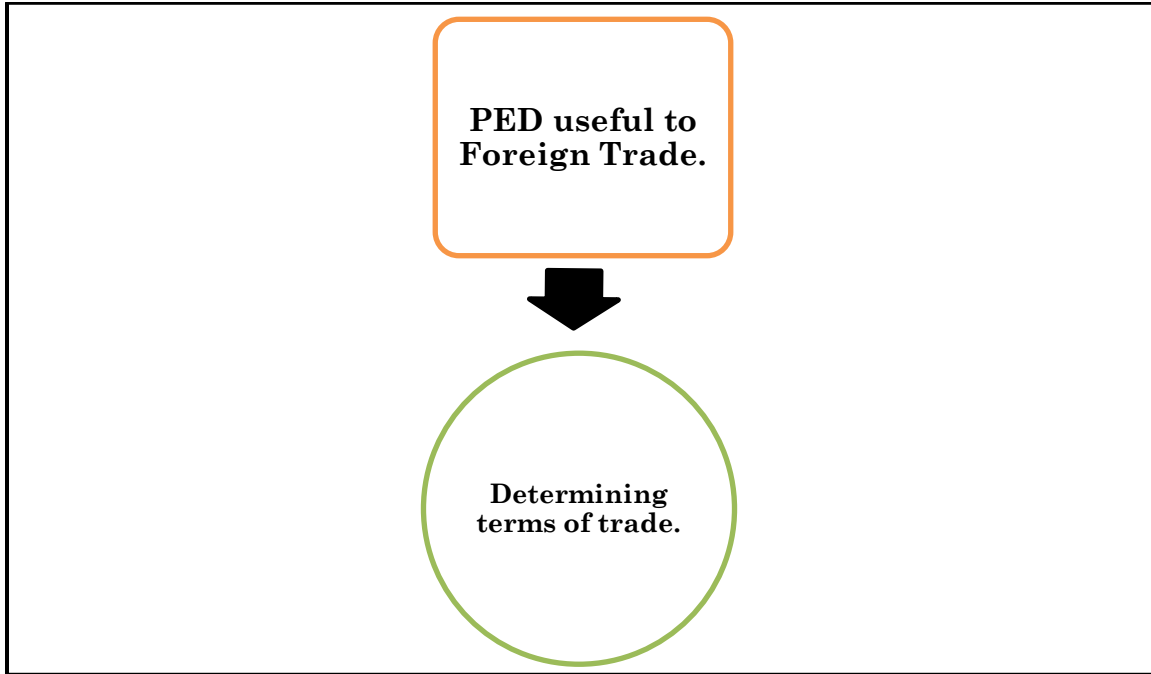 PED useful to
Foreign Trade.
Determining
terms of trade.